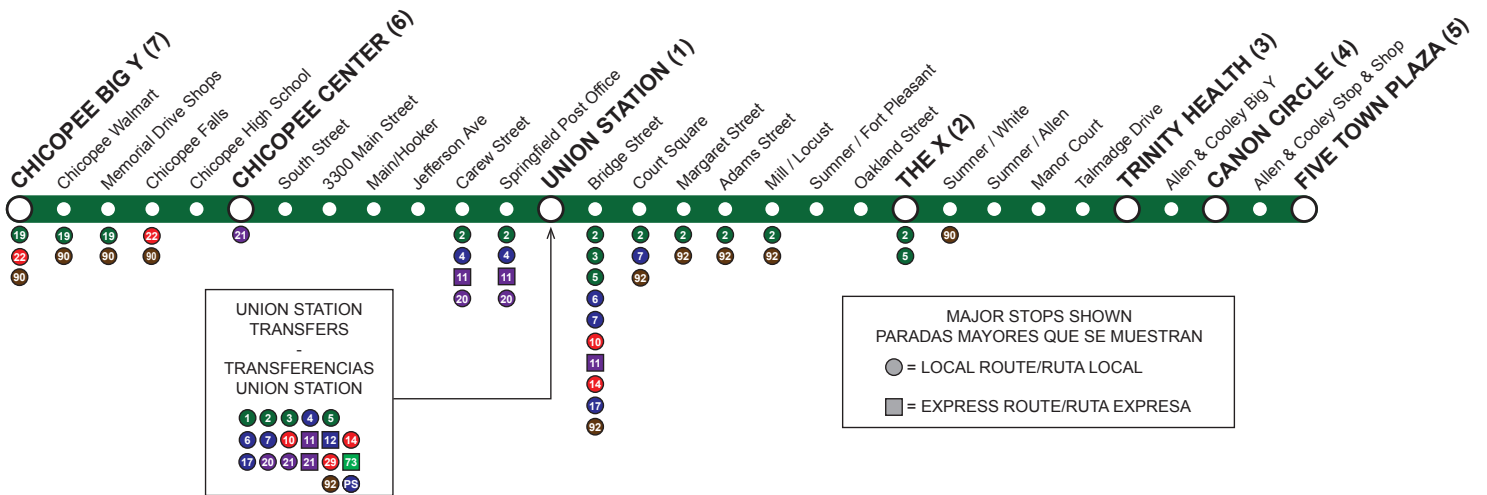 CHICOPEE BIG Y (7)
Chicopee Walmart
Memorial Drive Shops
Chicopee Falls
Chicopee High School
CHICOPEE CENTER (6)
South Street
3300 Main Street
Main/Hooker
Jefferson Ave
Carew Street
Springfield Post Office
UNION STATION (1)
Bridge Street
Court Square
Margaret Street
Adams Street
Mill / Locust
Sumner / Fort Pleasant
Oakland Street
THE X (2)
Sumner / White
Sumner / Allen
Manor Court
Talmadge Drive
TRINITY HEALTH (3)
Allen & Cooley Big Y
CANON CIRCLE (4)
Allen & Cooley Stop & Shop
FIVE TOWN PLAZA (5)
19
22
90
19
90
19
90
22
90
21
2
4
11
20
2
4
11
20
2
3
5
6
7
10
11
14
17
92
2
7
92
2
92
2
92
2
92
2
5
90
UNION STATION
TRANSFERS
-
TRANSFERENCIAS
UNION STATION
1 2 3 4 5
6 7 10 11 12 14
17 20 21 21 29 73
92 PS
MAJOR STOPS SHOWN
PARADAS MAYORES QUE SE MUESTRAN
= LOCAL ROUTE/RUTA LOCAL
= EXPRESS ROUTE/RUTA EXPRESA